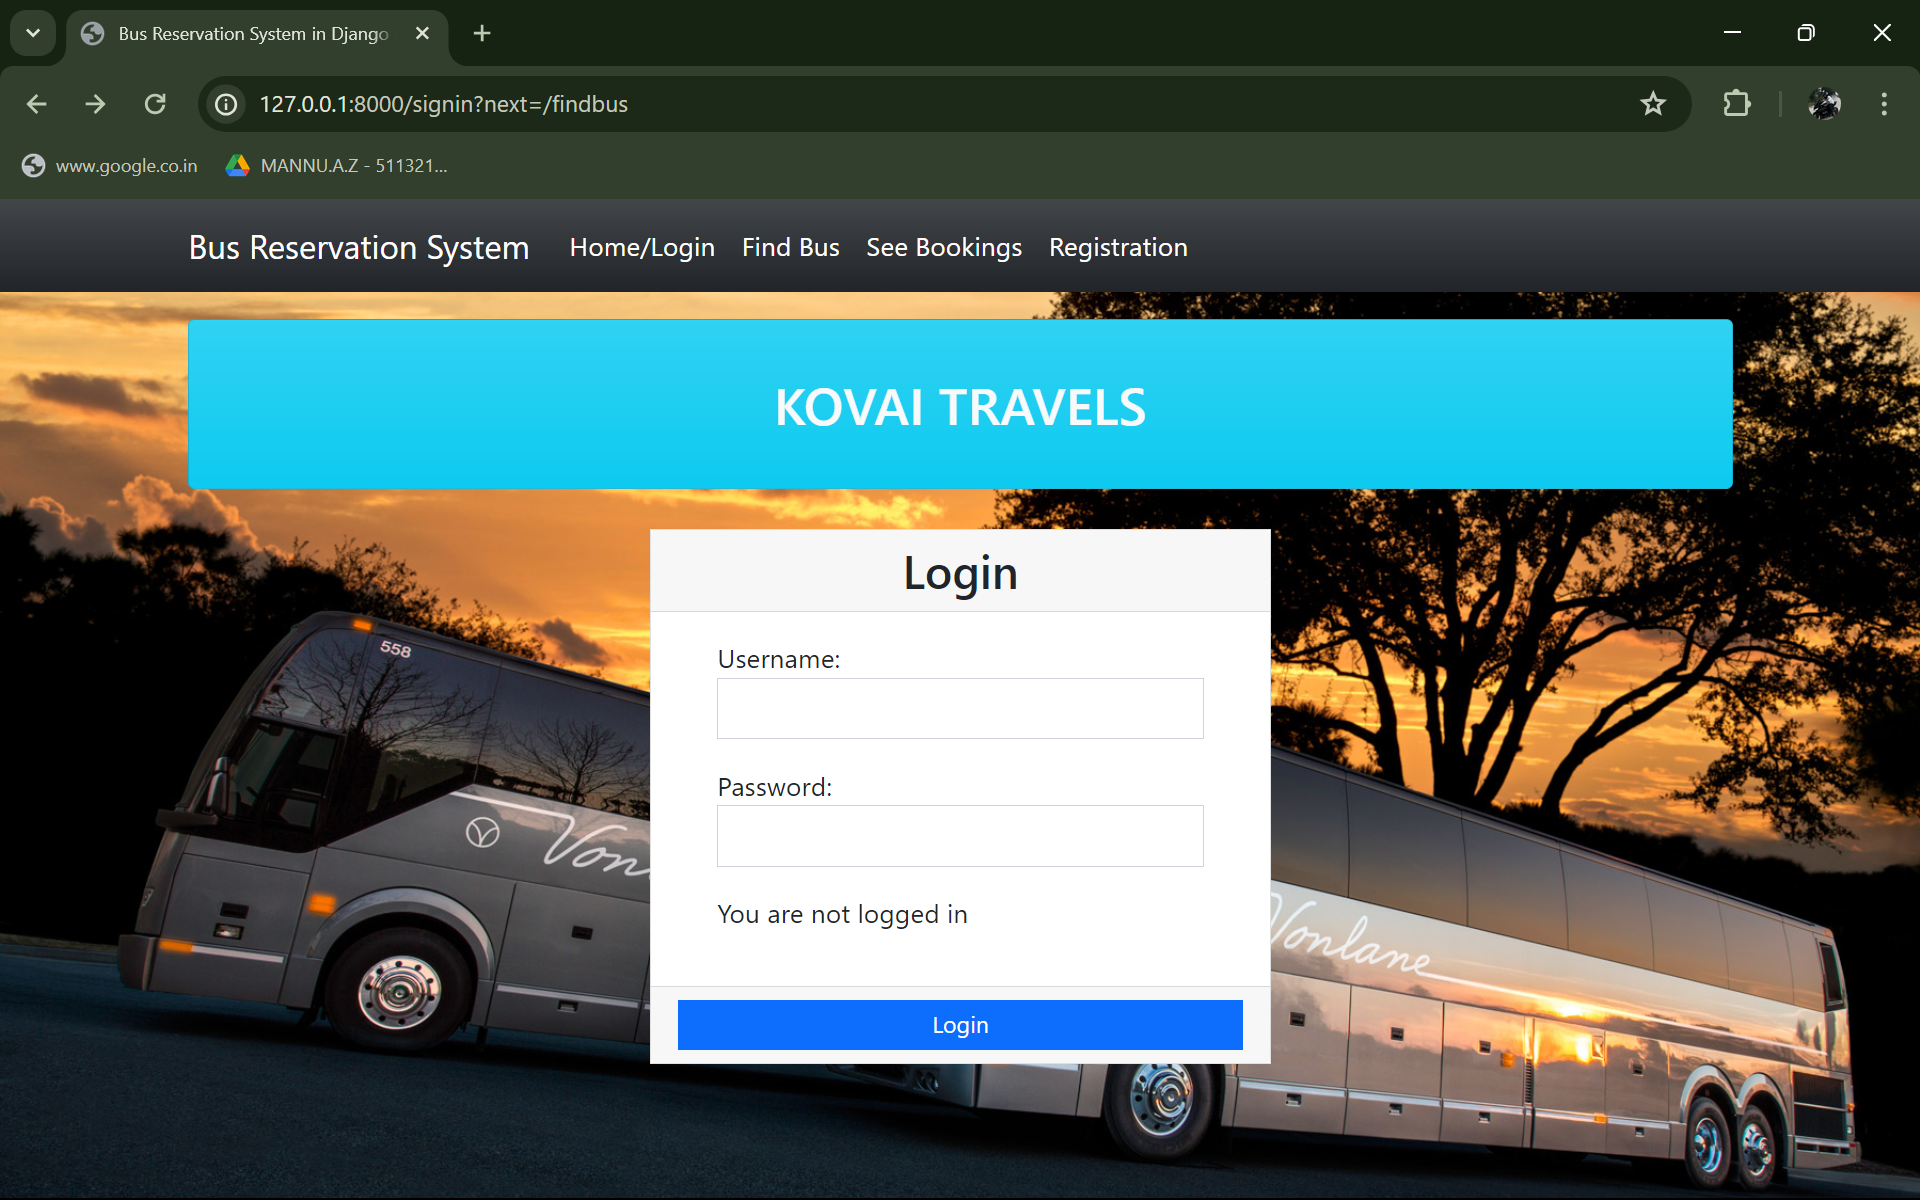 Bus Reservation System in Django
127.0.0.1:8000/signin?next=/findbus
www.google.co.in MANNU.A.Z - 511321...
Bus Reservation System Home/Login Find Bus See Bookings Registration
KOVAI TRAVELS
Login
558
Username:
Password:
Von
You are not logged in
Vonlane
Login